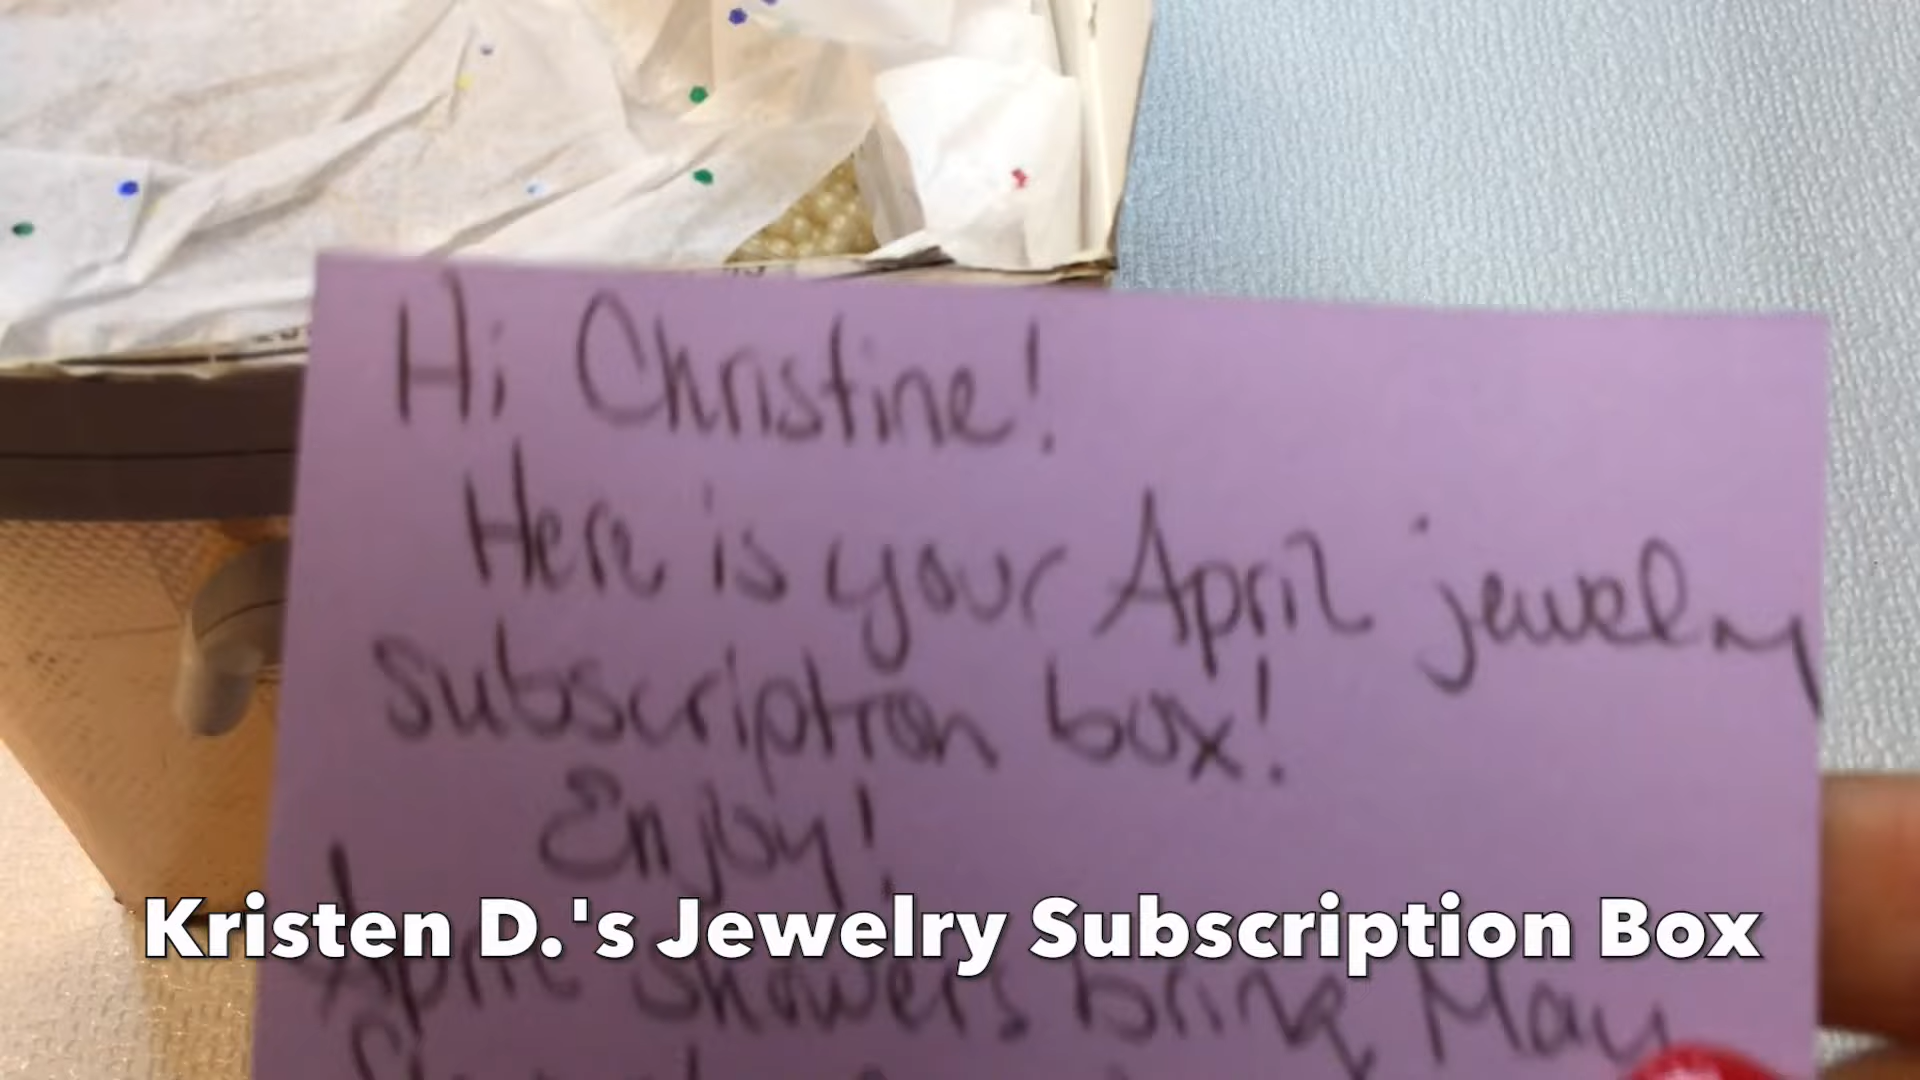 Hi Christine!
Here is your April jewelry
Subscription box!
Enjoy!
Kristen D.'s Jewelry Subscription Box
April showers bring May